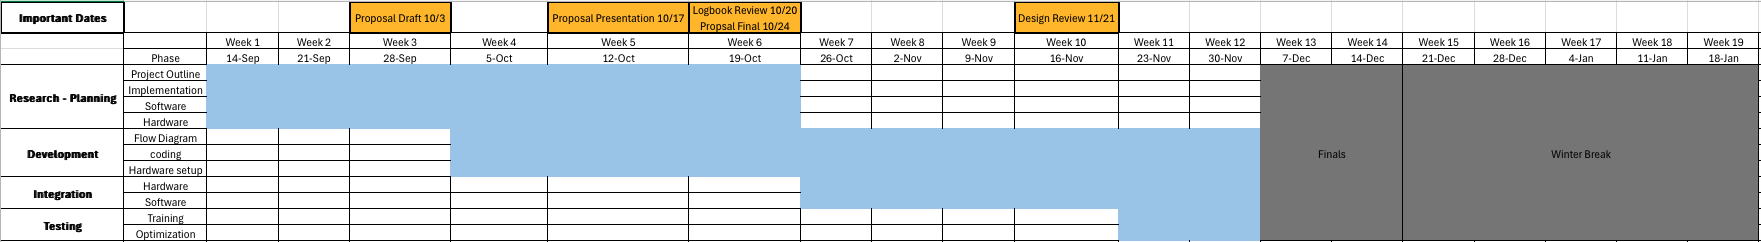 Important Dates Proposal Draft 10/3 Proposal Presentation 10/17 Logbook Review 10/20 Design Review 11/21
Propsal Final 10/24
Week 1 Week 2 Week 3 Week 4 Week 5 Week 6 Week 7 Week 8 Week 9 Week 10 Week 11 Week 12 Week 13 Week 14 Week 15 Week 16 Week 17 Week 18 Week 19
Phase 14-Sep 21-Sep 28-Sep 5-Oct 12-Oct 19-Oct 26-Oct 2-Nov 9-Nov 16-Nov 23-Nov 30-Nov 7-Dec 14-Dec 21-Dec 28-Dec 4-Jan 11-Jan 18-Jan
Research - Planning
Project Outline
Implementation
Software
Hardware
Development
Flow Diagram
coding
Hardware setup
Integration
Hardware
Software
Testing
Training
Optimization
Finals
Winter Break